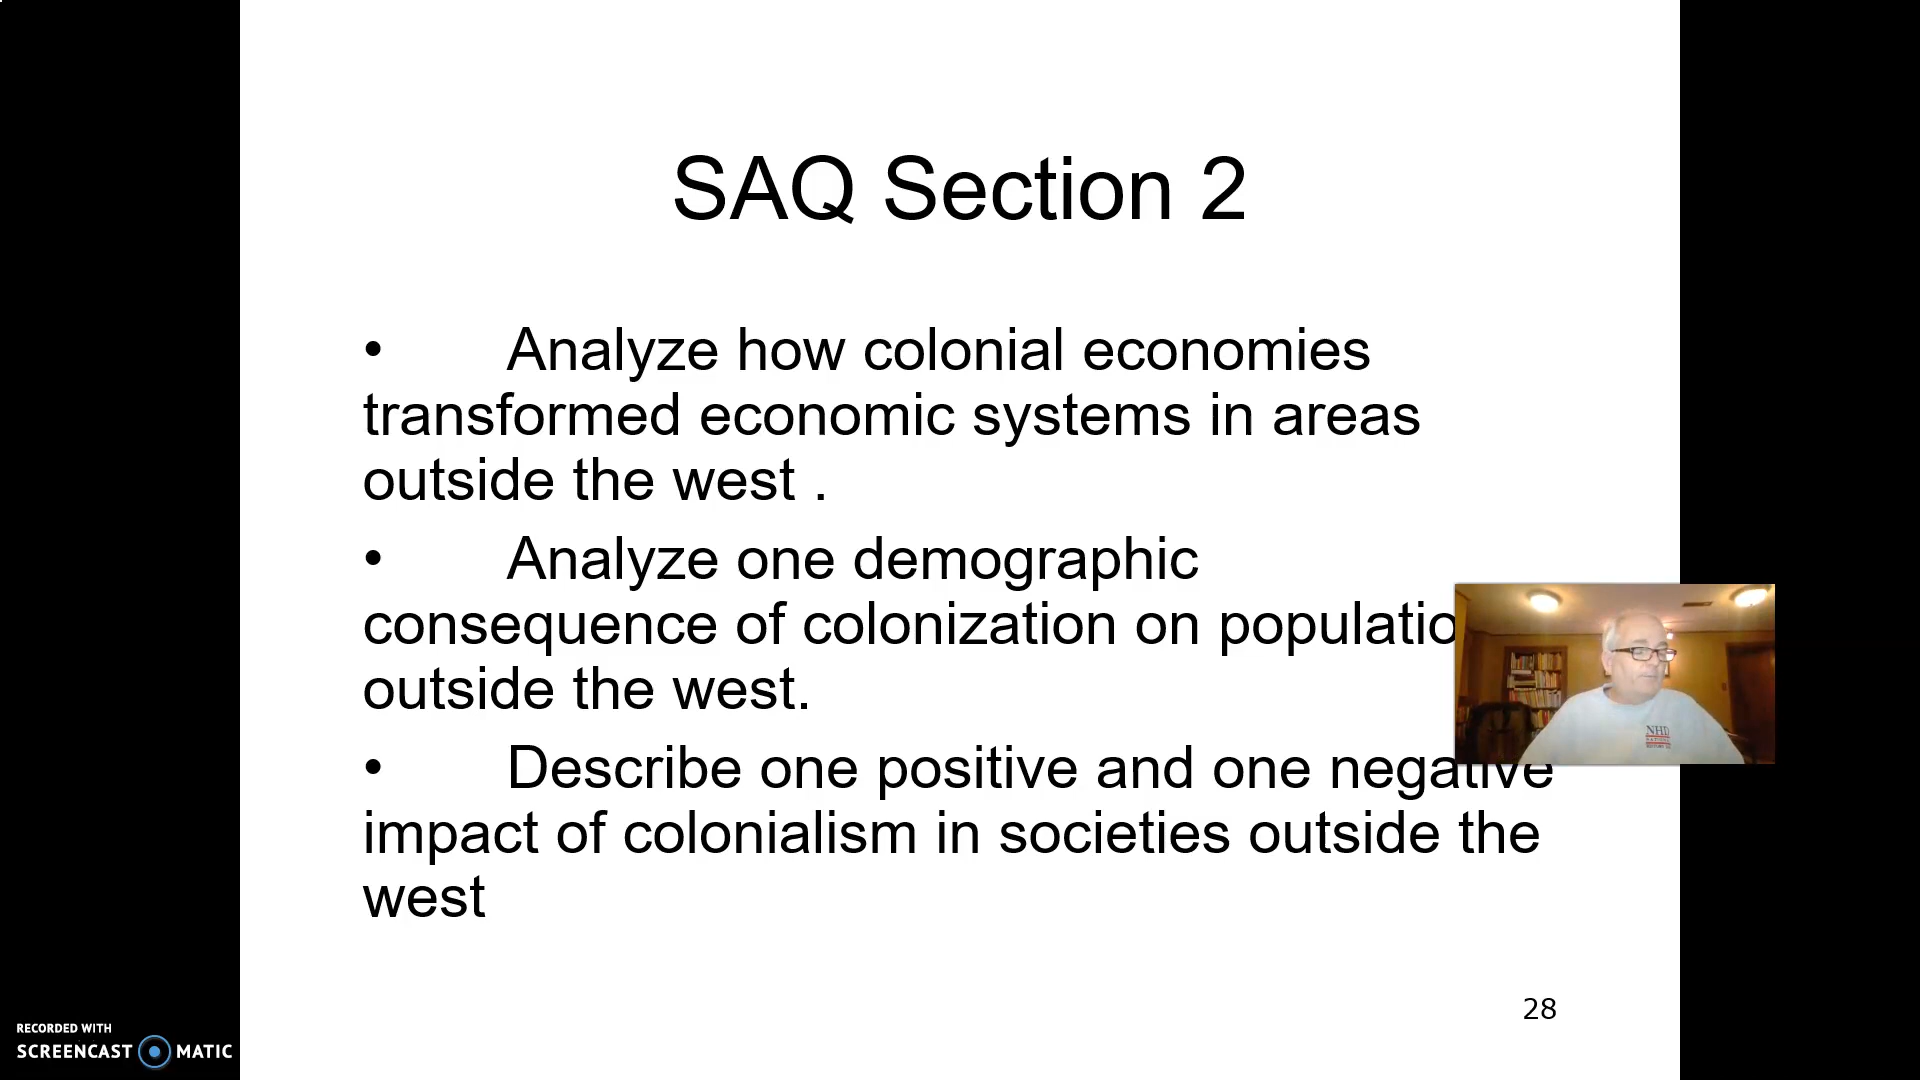 SAQ Section 2
• Analyze how colonial economies
transformed economic systems in areas
outside the west .
• Analyze one demographic
consequence of colonization on populatio
outside the west.
• Describe one positive and one negative
impact of colonialism in societies outside the
west
NHD
28
RECORDED WITH
SCREENCAST MATIC